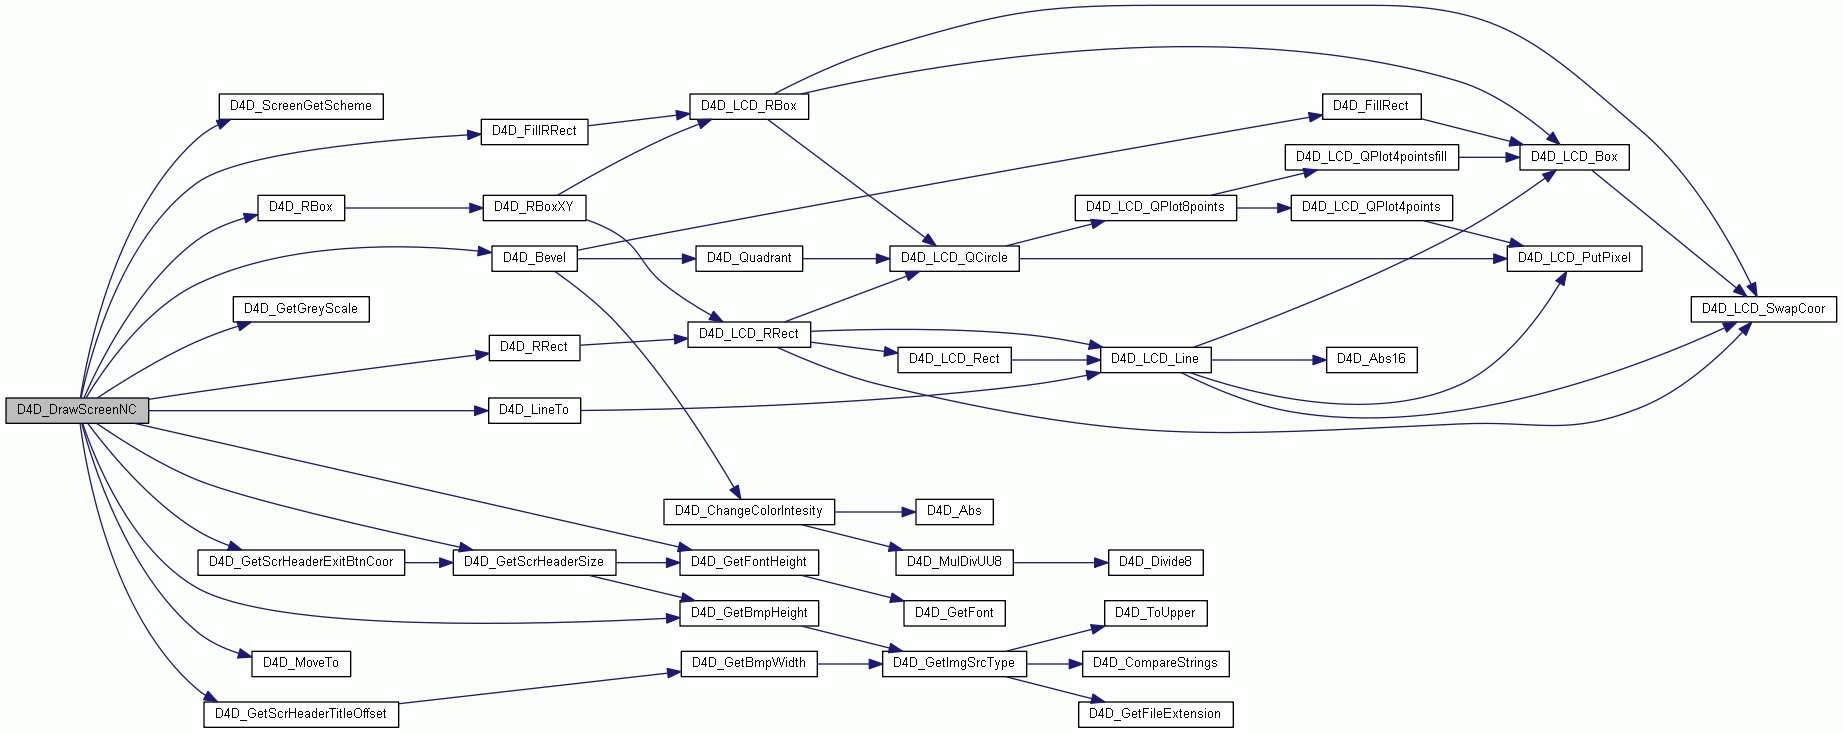 D4D_DrawScreenNC
D4D_ScreenGetScheme
D4D_FillRRect
D4D_RBox
D4D_RBoxXY
D4D_Bevel
D4D_GetGreyScale
D4D_RRect
D4D_LineTo
D4D_GetScrHeaderExitBtnCoor
D4D_GetScrHeaderSize
D4D_MoveTo
D4D_GetScrHeaderTitleOffset
D4D_LCD_RBox
D4D_Quadrant
D4D_LCD_RRect
D4D_ChangeColorIntesity
D4D_GetFontHeight
D4D_GetBmpHeight
D4D_GetBmpWidth
D4D_LCD_QCircle
D4D_LCD_Rect
D4D_Abs
D4D_MulDivUU8
D4D_GetFont
D4D_GetImgSrcType
D4D_LCD_QPlot8points
D4D_LCD_Line
D4D_Divide8
D4D_ToUpper
D4D_CompareStrings
D4D_GetFileExtension
D4D_FillRect
D4D_LCD_QPlot4pointsfill
D4D_LCD_QPlot4points
D4D_Abs16
D4D_LCD_Box
D4D_LCD_PutPixel
D4D_LCD_SwapCoor